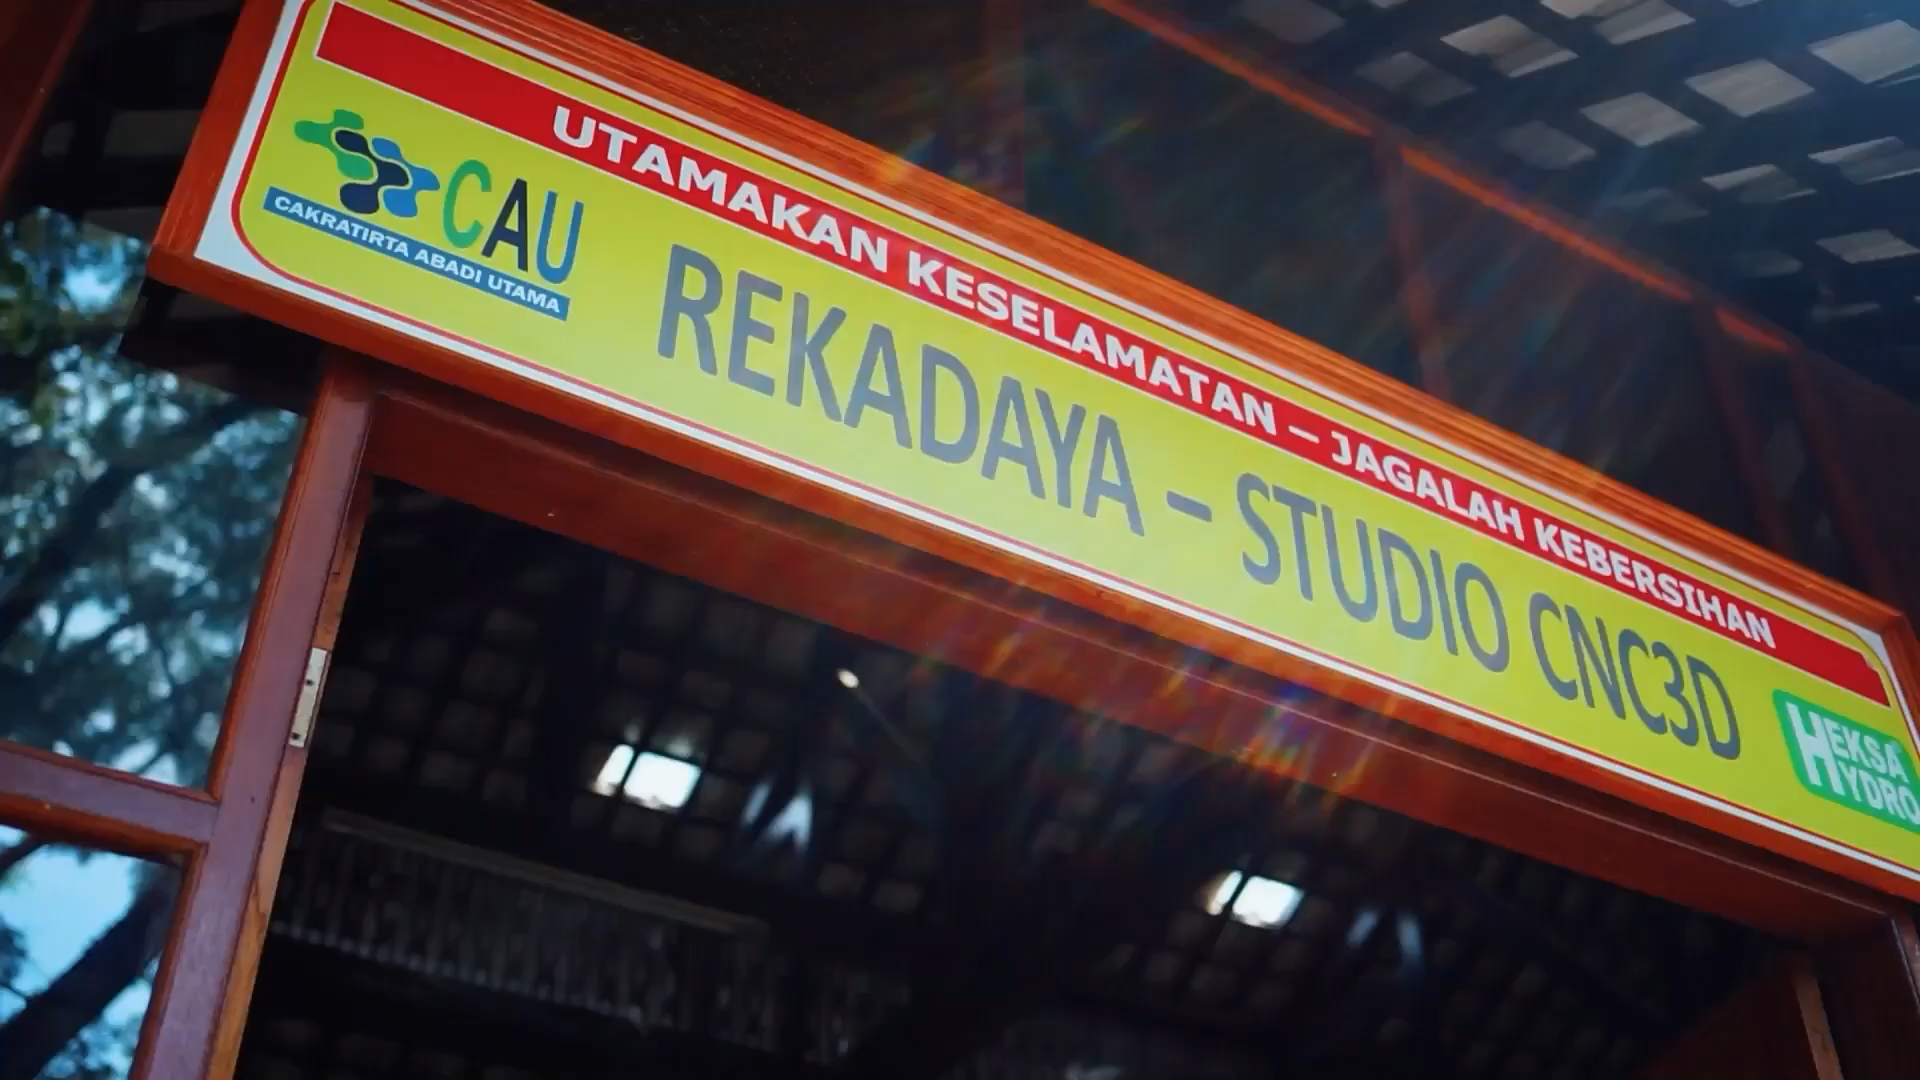 UTAMAKAN KESELAMATAN – JAGALAH KEBERSIHAN
CAU
CAKRATIRTA ABADI UTAMA
REKADAYA – STUDIO CNC3D
HEKSA
HYDRO